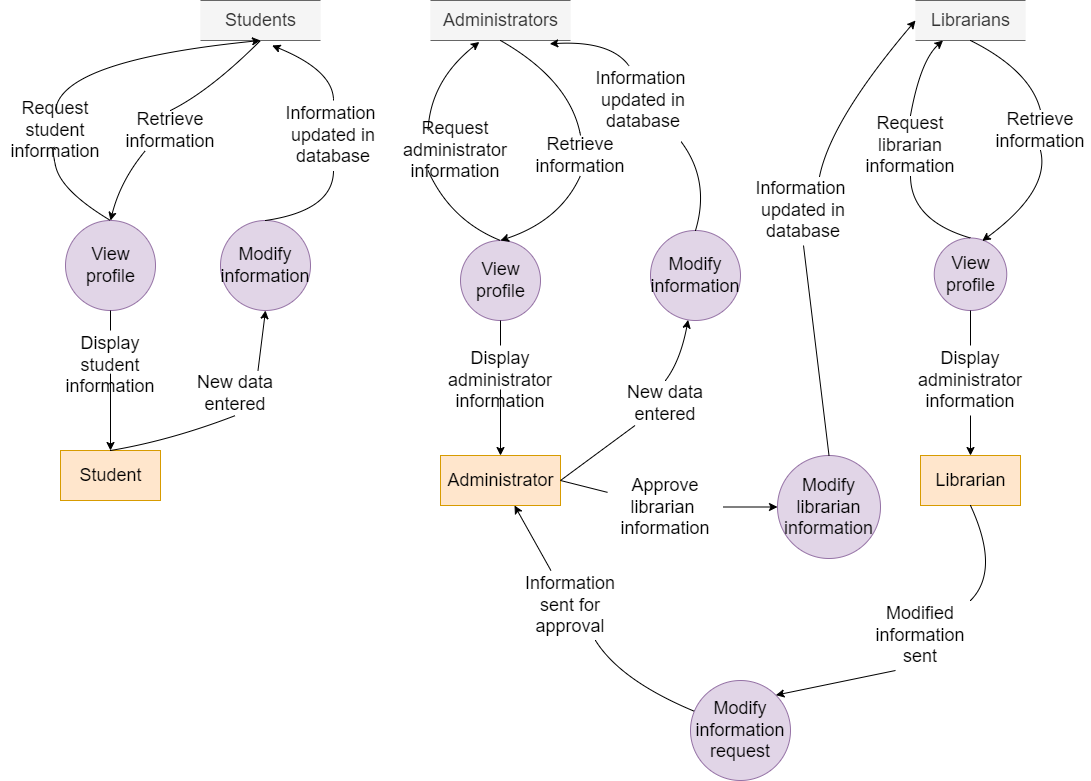 Students
Administrators
Librarians
Request
student
information
Retrieve
information
Information
updated in
database
Request
administrator
information
Retrieve
information
Information
updated in
database
Information
updated in
database
Request
librarian
information
Retrieve
information
View
profile
Modify
information
View
profile
Modify
information
View
profile
Display
student
information
New data
entered
Display
administrator
information
New data
entered
Display
administrator
information
Student
Administrator
Approve
librarian
information
Modify
librarian
information
Librarian
Information
sent for
approval
Modified
information
sent
Modify
information
request